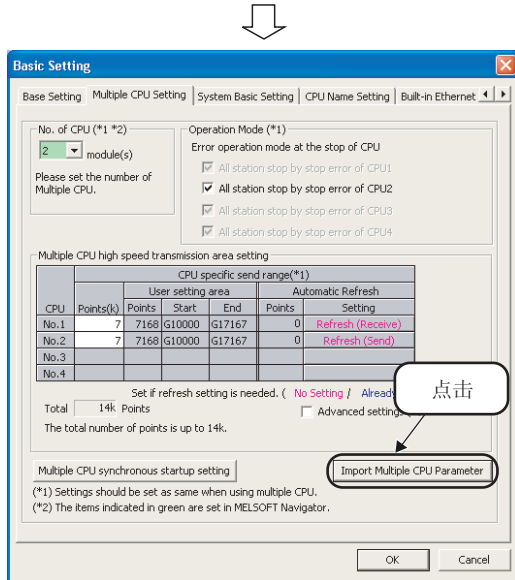 Basic Setting
Base Setting Multiple CPU Setting System Basic Setting CPU Name Setting Built-in Ethernet
No. of CPU (*1 *2)
2 module(s)
Please set the number of
Multiple CPU.
Operation Mode (*1)
Error operation mode at the stop of CPU
All station stop by stop error of CPU1
All station stop by stop error of CPU2
All station stop by stop error of CPU3
All station stop by stop error of CPU4
Multiple CPU high speed transmission area setting
CPU specific send range(*1)
User setting area Automatic Refresh
CPU Points(k) Points Start End Points Setting
No.1 7 7168 G10000 G17167 0 Refresh (Receive)
No.2 7 7168 G10000 G17167 0 Refresh (Send)
No.3
No.4
点击
Set if refresh setting is needed. ( No Setting / Already
Total 14k Points
Advanced settings
The total number of points is up to 14k.
Multiple CPU synchronous startup setting
Import Multiple CPU Parameter
(*1) Settings should be set as same when using multiple CPU.
(*2) The items indicated in green are set in MELSOFT Navigator.
OK Cancel